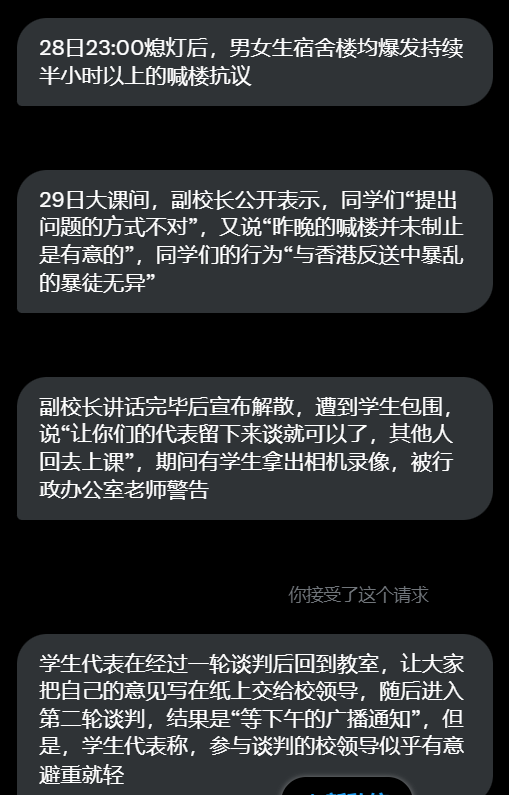 28日23:00熄灯后，男女生宿舍楼均爆发持续
半小时以上的喊楼抗议
29日大课间，副校长公开表示，同学们“提出
问题的方式不对”，又说“昨晚的喊楼并未制止
是有意的”，同学们的行为“与香港反送中暴乱
的暴徒无异”
副校长讲话完毕后宣布解散，遭到学生包围，
说“让你们的代表留下来谈就可以了，其他人
回去上课”，期间有学生拿出相机录像，被行
政办公室老师警告
你接受了这个请求
学生代表在经过一轮谈判后回到教室，让大家
把自己的意见写在纸上交给校领导，随后进入
第二轮谈判，结果是“等下午的广播通知”，但
是，学生代表称，参与谈判的校领导似乎有意
避重就轻